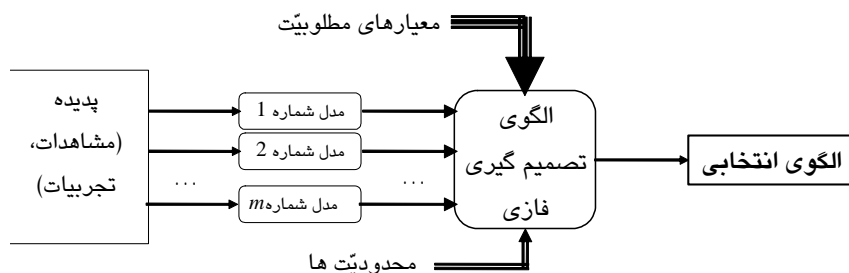 معیارهای مطلوبیّت
پدیده
(مشاهدات،
تجربیات)
مدل شماره 1
مدل شماره 2
...
...
مدل شماره m
الگوی
تصمیم گیری
فازی
الگوی انتخابی
محدودیّت ها